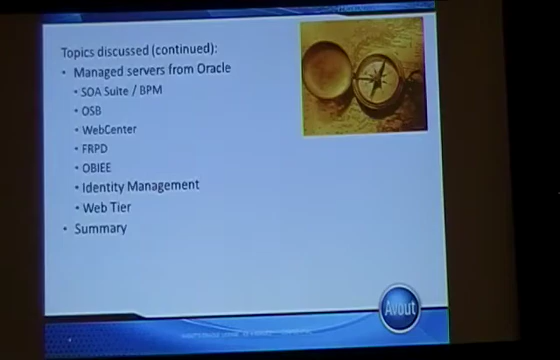 Topics discussed (continued):
• Managed servers from Oracle
• SOA Suite / BPM
• OSB
• WebCenter
• FRPD
• OBIEE
• Identity Management
• Web Tier
• Summary
Avout